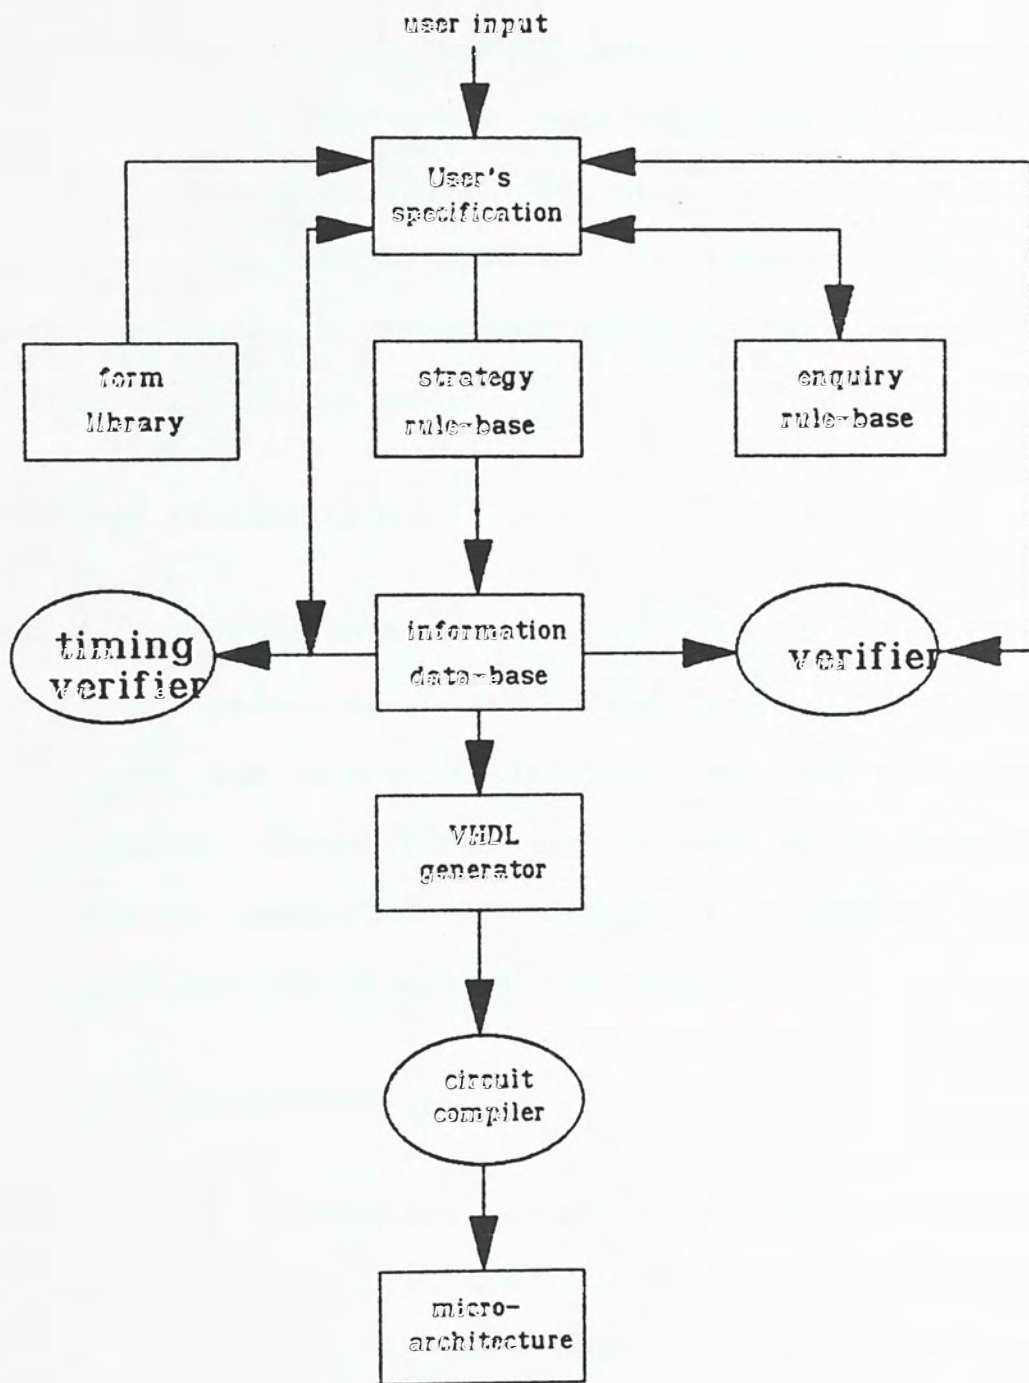 user input
User's
specification
form
library
strategy
rule-base
enquiry
rule-base
timing
verifier
information
data-base
verifier
VHDL
generator
circuit
compiler
micro-
architecture